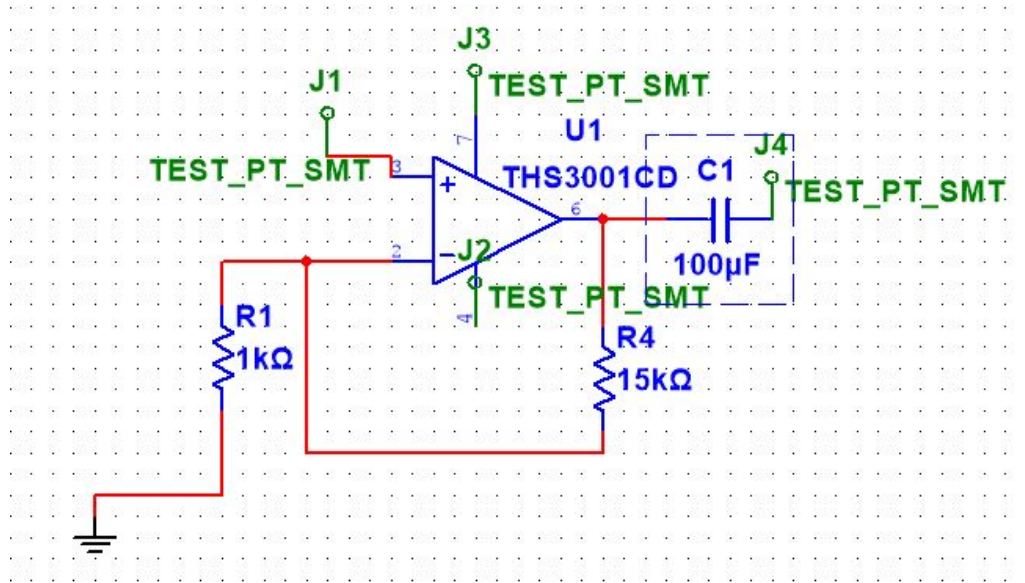 J3
TEST_PT_SMT
J1
TEST_PT_SMT
7
U1
THS3001CD
3
+
2
-
6
C1
100µF
J4
TEST_PT_SMT
J2
TEST_PT_SMT
4
R1
1kΩ
R4
15kΩ